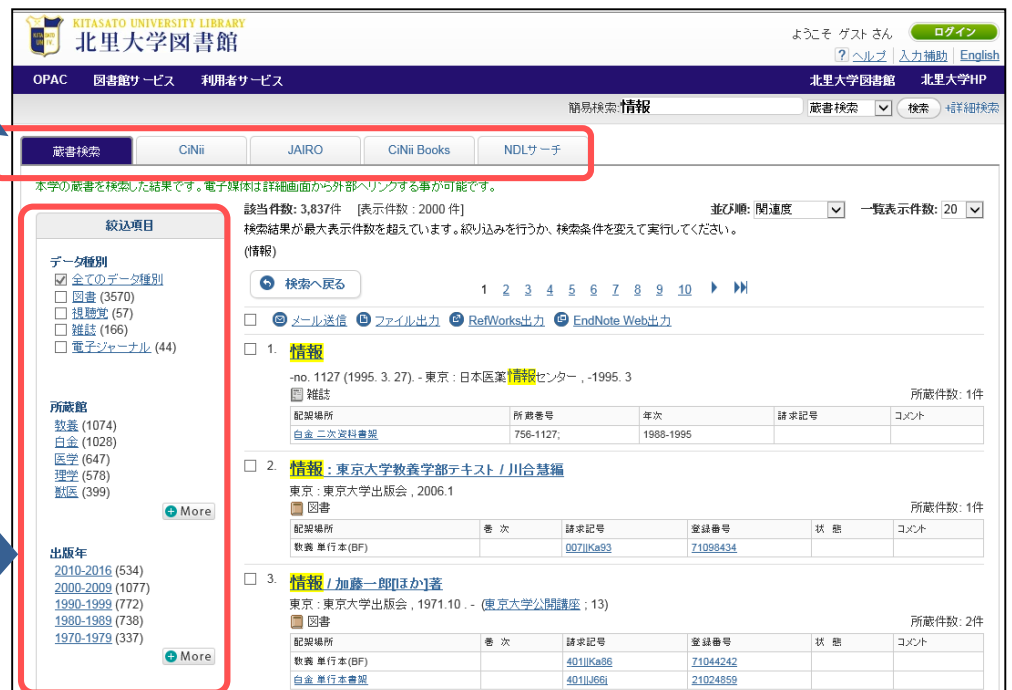 KITASATO UNIVERSITY LIBRARY
北里大学図書館
ようこそ ゲスト さん ログイン
? ヘルプ 入力補助 English
OPAC 図書館サービス 利用者サービス 北里大学図書館 北里大学HP
簡易検索:情報 蔵書検索 検索 +詳細検索
蔵書検索 CiNii JAIRO CiNii Books NDLサーチ
本学の蔵書を検索した結果です。電子媒体は詳細画面から外部へリンクする事が可能です。
絞込項目
データ種別
全てのデータ種別
図書 (3570)
視聴覚 (57)
雑誌 (166)
電子ジャーナル (44)
所蔵館
教養 (1074)
白金 (1028)
医学 (647)
理学 (578)
獣医 (399)
More
出版年
2010-2016 (534)
2000-2009 (1077)
1990-1999 (772)
1980-1989 (738)
1970-1979 (337)
More
該当件数: 3,837件 [表示件数 : 2000 件] 並び順: 関連度 一覧表示件数: 20
検索結果が最大表示件数を超えています。絞り込みを行うか、検索条件を変えて実行してください。
(情報)
検索へ戻る 1 2 3 4 5 6 7 8 9 10
メール送信 ファイル出力 RefWorks出力 EndNote Web出力
1. 情報
-no. 1127 (1995. 3. 27). - 東京 : 日本医薬情報センター , -1995. 3
雑誌 所蔵件数: 1件
配架場所 所蔵番号 年次 請求記号 コメント
白金 二次資料書架 756-1127; 1988-1995
2. 情報 : 東京大学教養学部テキスト / 川合慧編
東京 : 東京大学出版会 , 2006.1
図書 所蔵件数: 1件
配架場所 巻 次 請求記号 登録番号 状 態 コメント
教養 単行本(BF) 007||Ka93 71098434
3. 情報 / 加藤一郎[ほか]著
東京 : 東京大学出版会 , 1971.10 . - (東京大学公開講座 ; 13)
図書 所蔵件数: 2件
配架場所 巻 次 請求記号 登録番号 状 態 コメント
教養 単行本(BF) 401||Ka86 71044242
白金 単行本書架 401||J66j 21024859